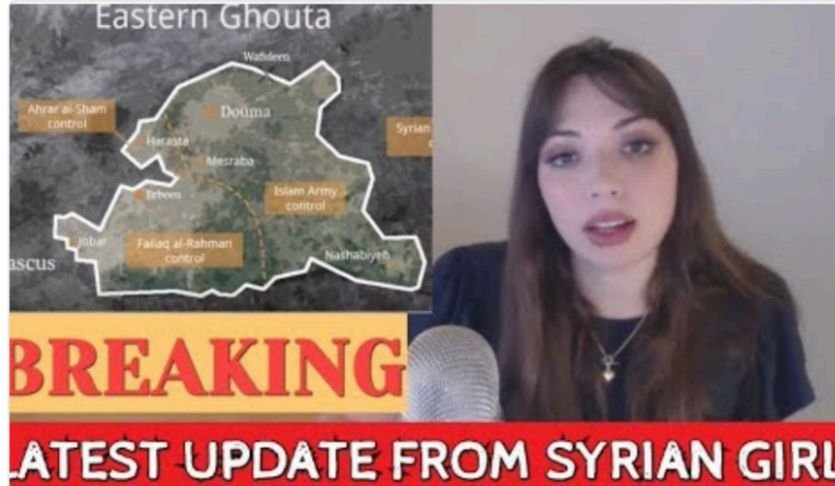 Eastern Ghouta
Wafideen
Ahrar al-Sham
control
Douma
Syrian
Harasta
Mesraba
Erbeen
Islam Army
control
Jobar
Failaq al-Rahman
control
Nashabiyeh
ascus
BREAKING
LATEST UPDATE FROM SYRIAN GIRL